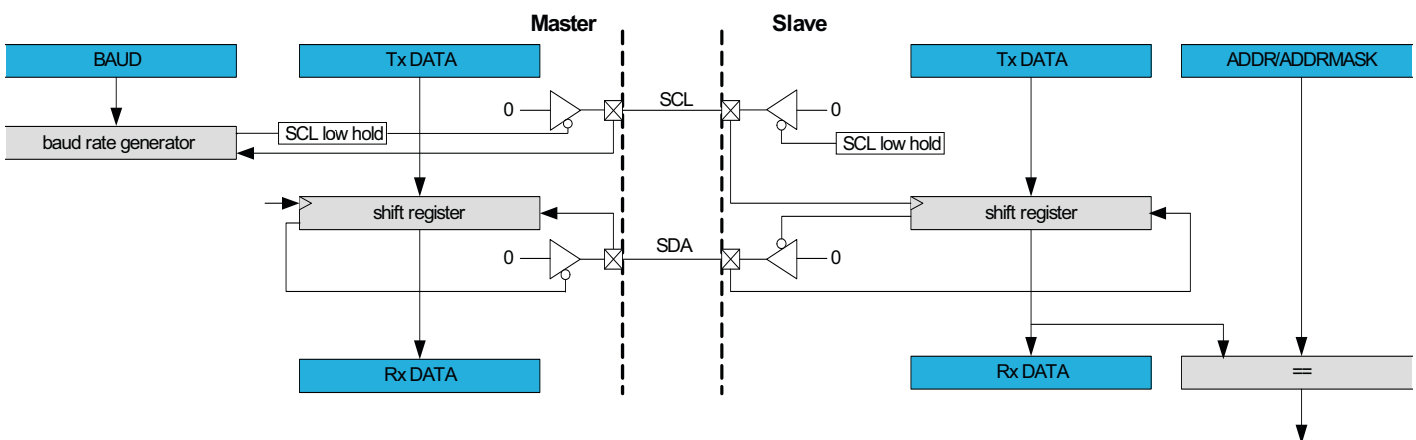 Master
Slave
BAUD
Tx DATA
Tx DATA
ADDR/ADDRMASK
0
SCL
0
baud rate generator
SCL low hold
SCL low hold
shift register
shift register
SDA
0
0
Rx DATA
Rx DATA
==